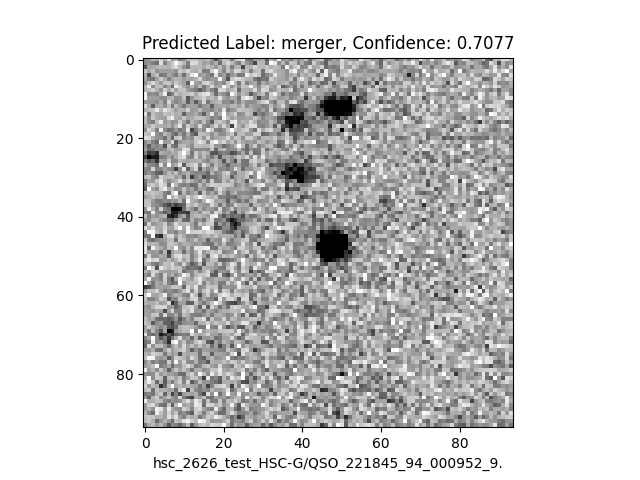 Predicted Label: merger, Confidence: 0.7077
0
20
40
60
80
0 20 40 60 80
hsc_2626_test_HSC-G/QSO_221845_94_000952_9.